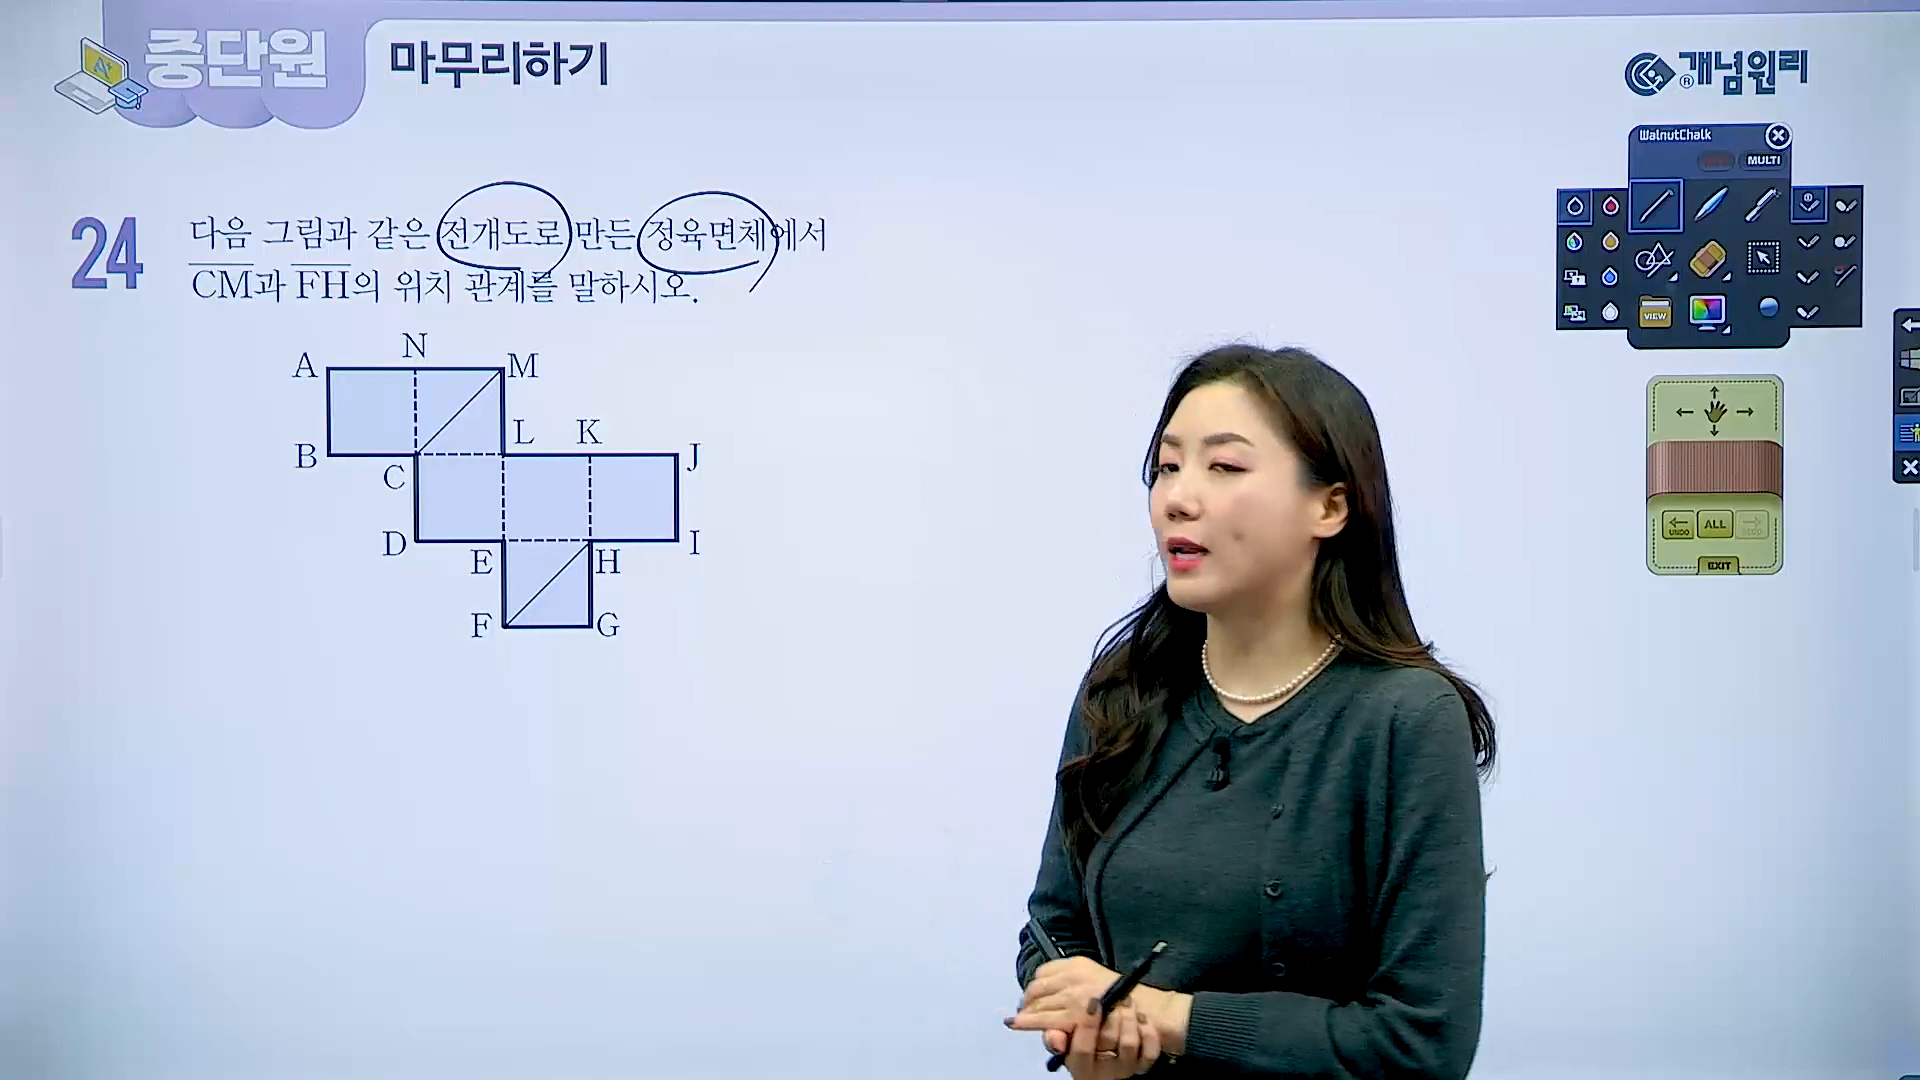 중단원 마무리하기
개념원리
WalnutChalk
MULTI
VIEW
24 다음 그림과 같은 전개도로 만든 정육면체에서
CM과 FH의 위치 관계를 말하시오.
N
A M
L K
B J
C
D I
E H
F G
UNDO ALL
EXIT